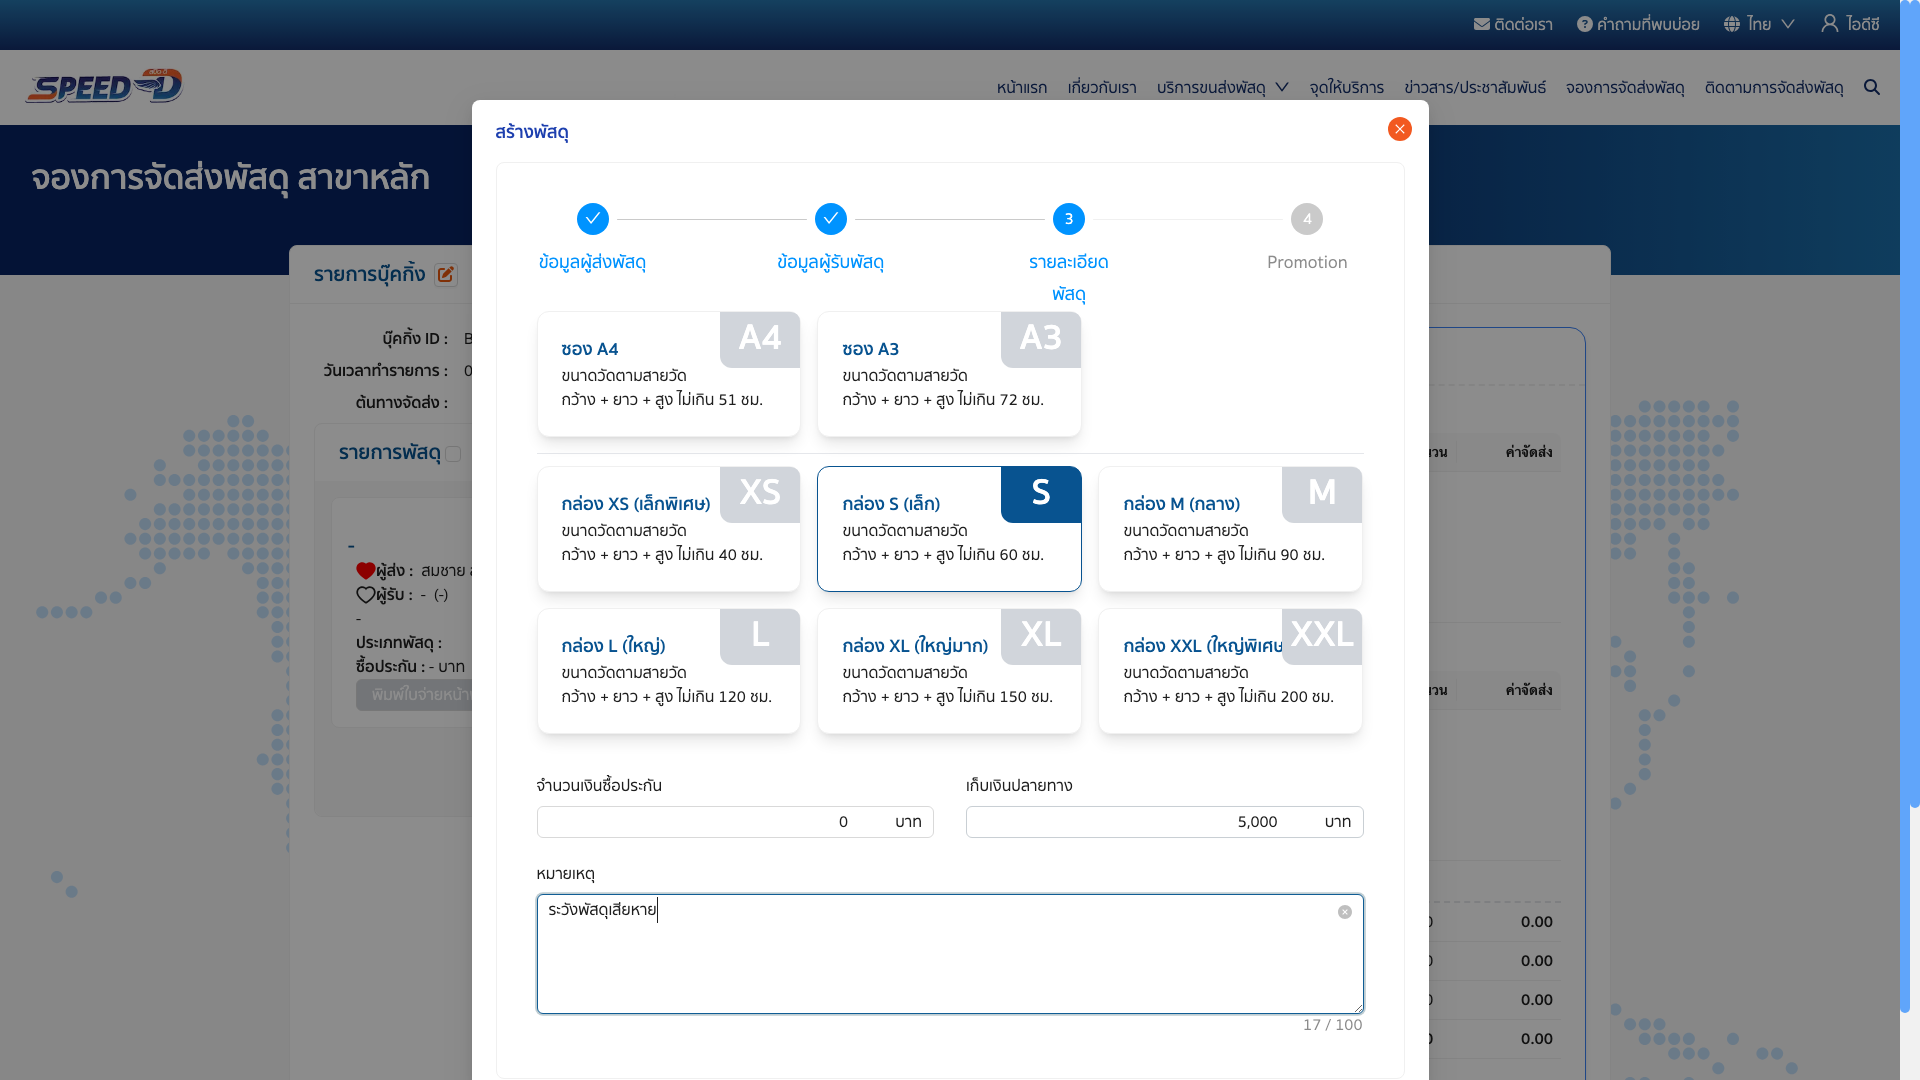 ติดต่อเรา
คำถามที่พบบ่อย
ไทย
ไอดีซี
SPEED-D
หน้าแรก
เกี่ยวกับเรา
บริการขนส่งพัสดุ
จุดให้บริการ
ข่าวสาร/ประชาสัมพันธ์
จองการจัดส่งพัสดุ
ติดตามการจัดส่งพัสดุ
จองการจัดส่งพัสดุ สาขาหลัก
รายการบุ๊คกิ้ง
บุ๊คกิ้ง ID :
วันเวลาทำรายการ : 0
ต้นทางจัดส่ง :
รายการพัสดุ
-
ผู้ส่ง : สมชาย
ผู้รับ : - (-)
-
ประเภทพัสดุ :
ซื้อประกัน : - บาท
พิมพ์ใบจ่ายหน้า
สร้างพัสดุ
ข้อมูลผู้ส่งพัสดุ
ข้อมูลผู้รับพัสดุ
3
รายละเอียด
พัสดุ
4
Promotion
ซอง A4
A4
ขนาดวัดตามสายวัด
กว้าง + ยาว + สูง ไม่เกิน 51 ซม.
ซอง A3
A3
ขนาดวัดตามสายวัด
กว้าง + ยาว + สูง ไม่เกิน 72 ซม.
กล่อง XS (เล็กพิเศษ)
XS
ขนาดวัดตามสายวัด
กว้าง + ยาว + สูง ไม่เกิน 40 ซม.
กล่อง S (เล็ก)
S
ขนาดวัดตามสายวัด
กว้าง + ยาว + สูง ไม่เกิน 60 ซม.
กล่อง M (กลาง)
M
ขนาดวัดตามสายวัด
กว้าง + ยาว + สูง ไม่เกิน 90 ซม.
กล่อง L (ใหญ่)
L
ขนาดวัดตามสายวัด
กว้าง + ยาว + สูง ไม่เกิน 120 ซม.
กล่อง XL (ใหญ่มาก)
XL
ขนาดวัดตามสายวัด
กว้าง + ยาว + สูง ไม่เกิน 150 ซม.
กล่อง XXL (ใหญ่พิเศษ
XXL
ขนาดวัดตามสายวัด
กว้าง + ยาว + สูง ไม่เกิน 200 ซม.
จำนวนเงินซื้อประกัน
0 บาท
เก็บเงินปลายทาง
5,000 บาท
หมายเหตุ
ระวังพัสดุเสียหาย
17 / 100
ค่าจัดส่ง
ค่าจัดส่ง
0.00
0.00
0.00
0.00